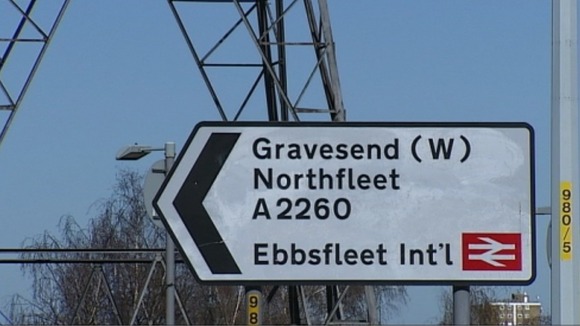 Gravesend (W)
Northfleet
A2260
Ebbsfleet Int'l
980/5
98